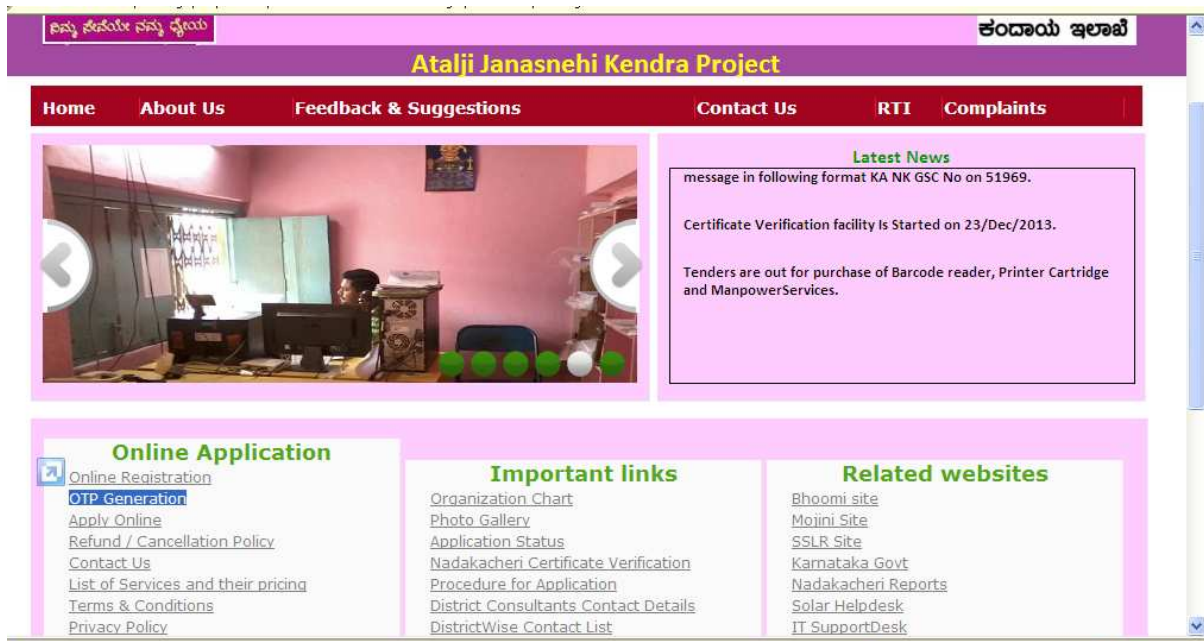 ನಿಮ್ಮ ಸೇವೆಯೇ ನಮ್ಮ ಧ್ಯೇಯ
ಕಂದಾಯ ಇಲಾಖೆ
Atalji Janasnehi Kendra Project
Home About Us Feedback & Suggestions Contact Us RTI Complaints
Latest News
message in following format KA NK GSC No on 51969.
Certificate Verification facility Is Started on 23/Dec/2013.
Tenders are out for purchase of Barcode reader, Printer Cartridge
and ManpowerServices.
Online Application
Online Registration
OTP Generation
Apply Online
Refund / Cancellation Policy
Contact Us
List of Services and their pricing
Terms & Conditions
Privacy Policy
Important links
Organization Chart
Photo Gallery
Application Status
Nadakacheri Certificate Verification
Procedure for Application
District Consultants Contact Details
DistrictWise Contact List
Related websites
Bhoomi site
Mojini Site
SSLR Site
Karnataka Govt
Nadakacheri Reports
Solar Helpdesk
IT SupportDesk